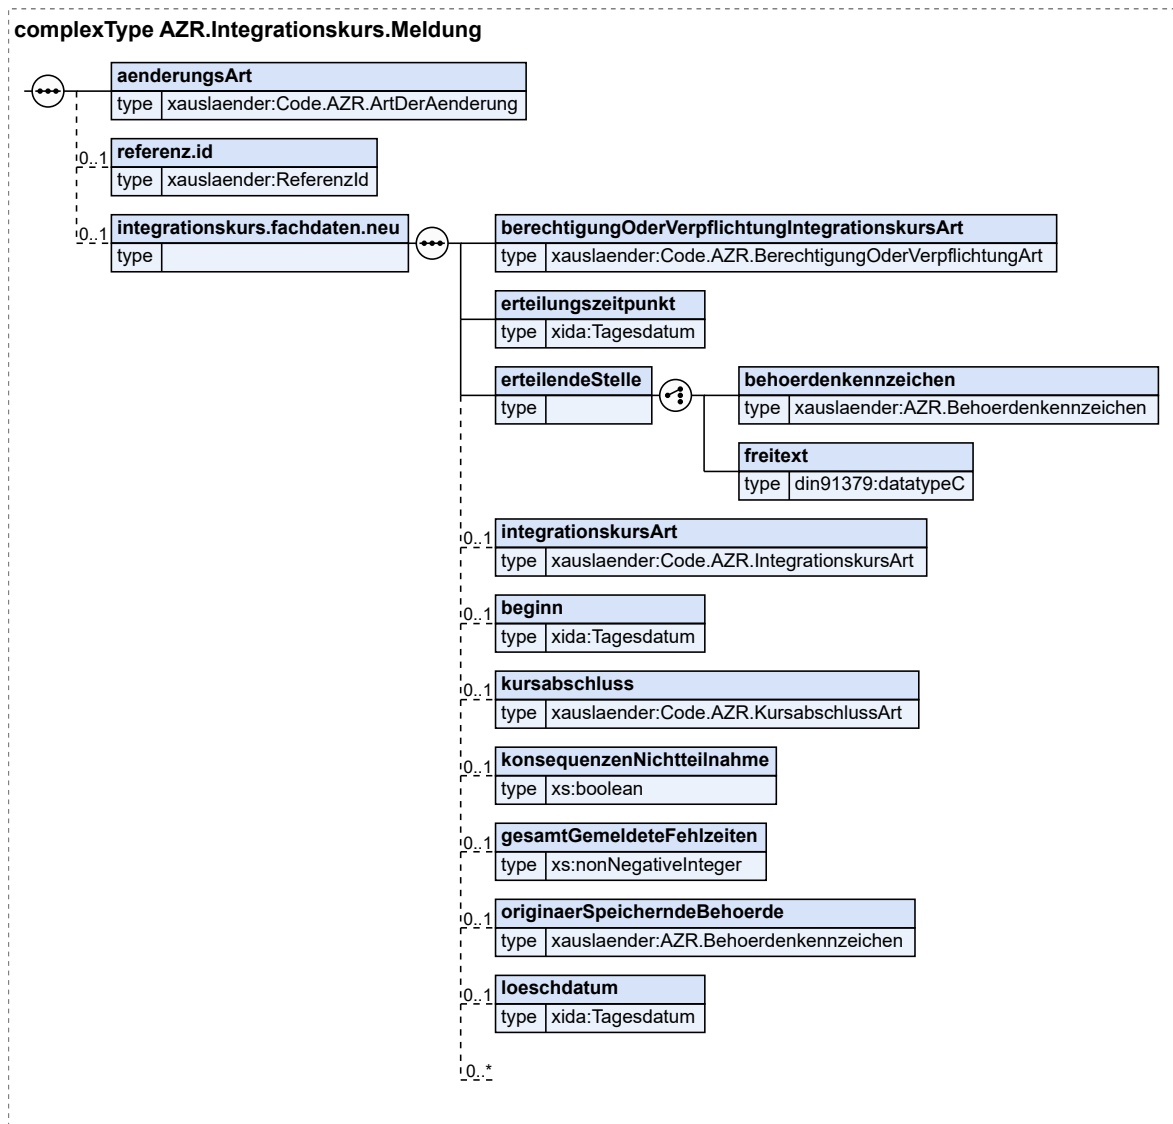 complexType AZR.Integrationskurs.Meldung
aenderungsArt
type xauslaender:Code.AZR.ArtDerAenderung
0..1 referenz.id
type xauslaender:ReferenzId
0..1 integrationskurs.fachdaten.neu
type
berechtigungOderVerpflichtungIntegrationskursArt
type xauslaender:Code.AZR.BerechtigungOderVerpflichtungArt
erteilungszeitpunkt
type xida:Tagesdatum
erteilendeStelle
type
behoerdenkennzeichen
type xauslaender:AZR.Behoerdenkennzeichen
freitext
type din91379:datatypeC
0..1 integrationskursArt
type xauslaender:Code.AZR.IntegrationskursArt
0..1 beginn
type xida:Tagesdatum
0..1 kursabschluss
type xauslaender:Code.AZR.KursabschlussArt
0..1 konsequenzenNichtteilnahme
type xs:boolean
0..1 gesamtGemeldeteFehlzeiten
type xs:nonNegativeInteger
0..1 originaerSpeicherndeBehoerde
type xauslaender:AZR.Behoerdenkennzeichen
0..1 loeschdatum
type xida:Tagesdatum
0..*